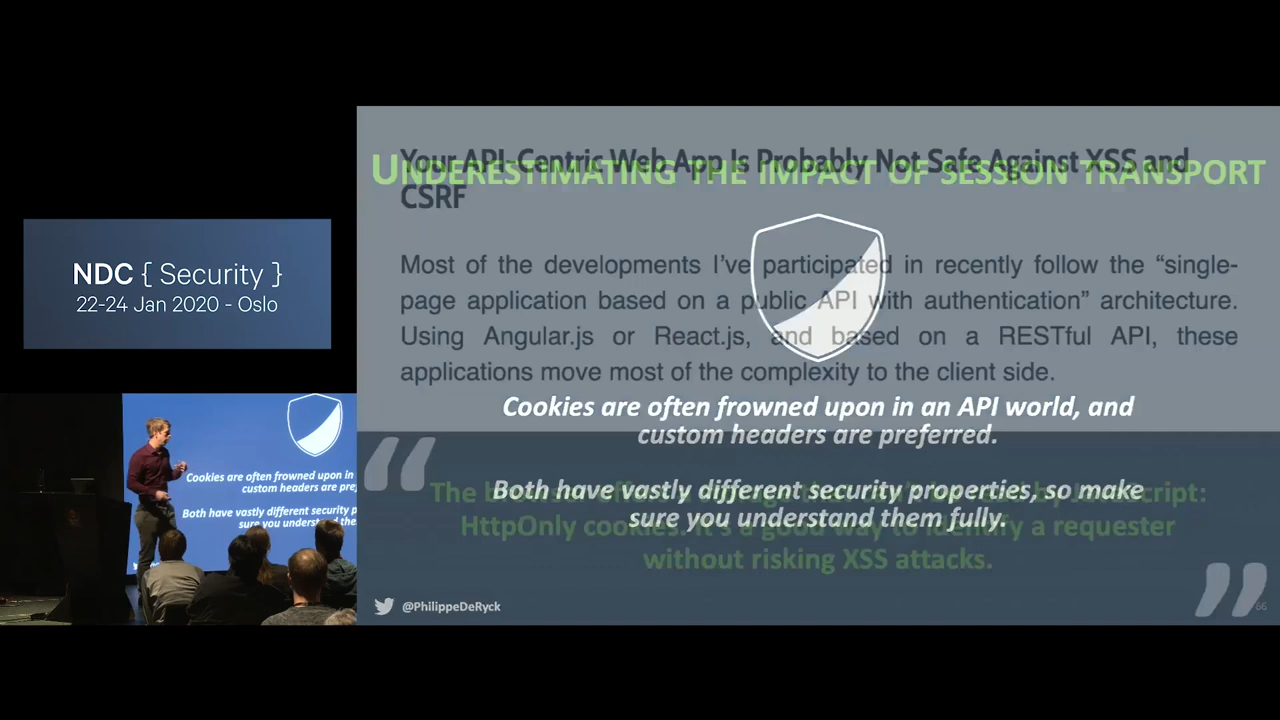 NDC { Security }
22-24 Jan 2020 - Oslo
Cookies are often frowned upon in
custom headers are
Both have vastly different security
sure you understand
Your API-Centric Web App Is Probably Not Safe Against XSS and
CSRF
UNDERESTIMATING THE IMPACT OF SESSION TRANSPORT
Most of the developments I've participated in recently follow the “single-
page application based on a public API with authentication” architecture.
Using Angular.js or React.js, and based on a RESTful API, these
applications move most of the complexity to the client side.
Cookies are often frowned upon in an API world, and
custom headers are preferred.
“
Both have vastly different security properties, so make
sure you understand them fully.
The
Javascript:
HttpOnly cookies. It's a good way to identify a requester
without risking XSS attacks.
”
@PhilippeDeRyck
66